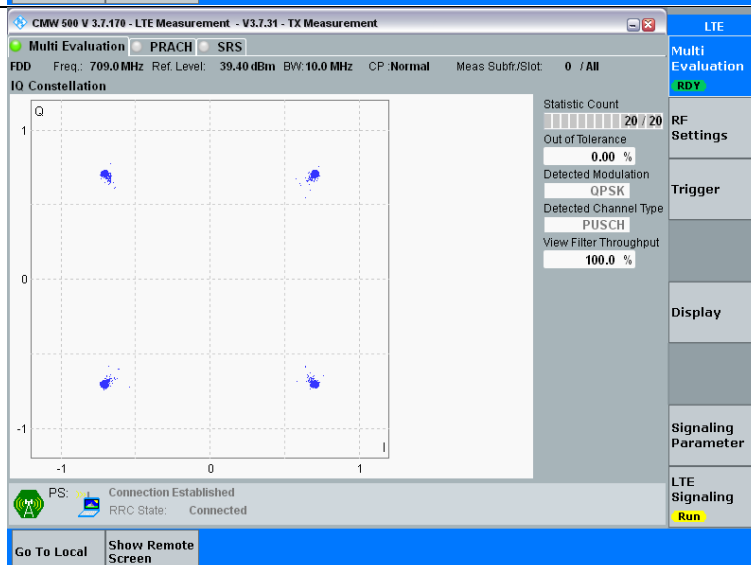 CMW 500 V 3.7.170 - LTE Measurement - V3.7.31 - TX Measurement
LTE
Multi Evaluation PRACH SRS
Multi
Evaluation
RDY
FDD Freq.: 709.0 MHz Ref. Level: 39.40 dBm BW: 10.0 MHz CP : Normal Meas Subfr./Slot: 0 / All
IQ Constellation
Q
1
0
-1
-1 0 1
I
Statistic Count
20 / 20
Out of Tolerance
0.00 %
Detected Modulation
QPSK
Detected Channel Type
PUSCH
View Filter Throughput
100.0 %
RF
Settings
Trigger
Display
Signaling
Parameter
LTE
Signaling
Run
PS: Connection Established
RRC State: Connected
Go To Local
Show Remote
Screen